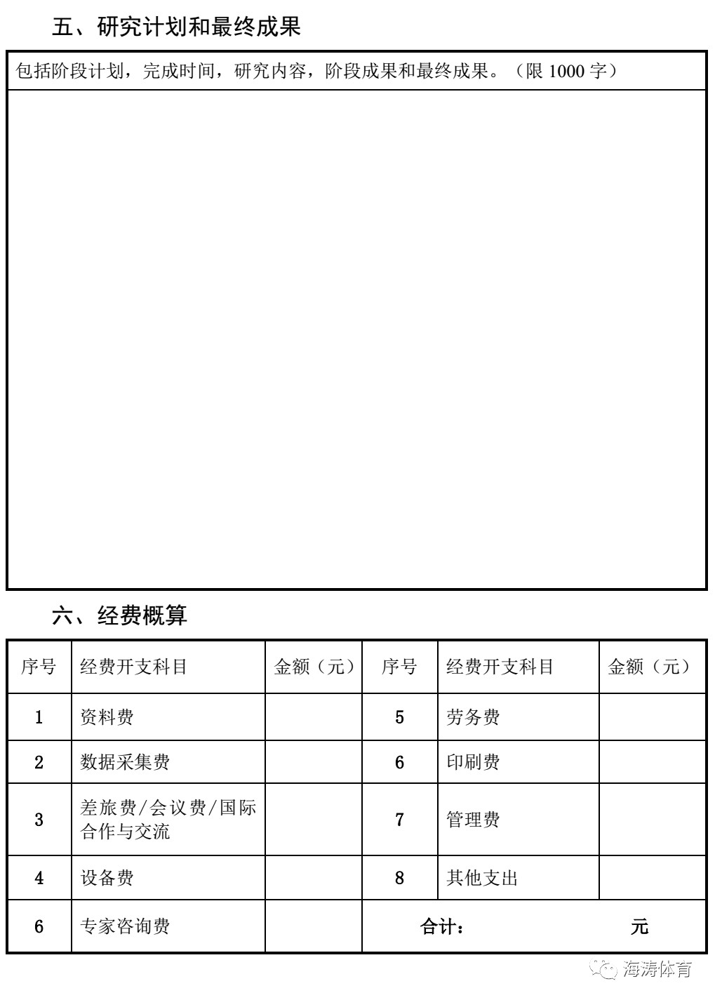 五、研究计划和最终成果
包括阶段计划，完成时间，研究内容，阶段成果和最终成果。（限 1000 字）
六、经费概算
序号 经费开支科目 金额（元） 序号 经费开支科目 金额（元）
1 资料费 5 劳务费
2 数据采集费 6 印刷费
3 差旅费/会议费/国际 7 管理费
合作与交流
4 设备费 8 其他支出
6 专家咨询费 合计： 元
海涛体育